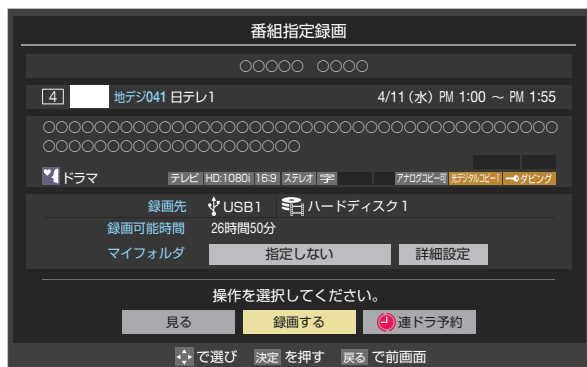 番組指定録画
○○○○○ ○○○○
4 地デジ041 日テレ1 4/11(水) PM 1:00 ～ PM 1:55
○○○○○○○○○○○○○○○○○○○○○○○○○○○○○○○○○○○○○○○○
○○○○○○○○○○○○○○○○○○○○
ドラマ テレビ HD:1080i 16:9 ステレオ 字 アナログコピー可 光デジタルコピー1 ダビング
録画先 USB1 ハードディスク1
録画可能時間 26時間50分
マイフォルダ 指定しない 詳細設定
操作を選択してください。
見る 録画する 連ドラ予約
で選び 決定 を押す 戻る で前画面